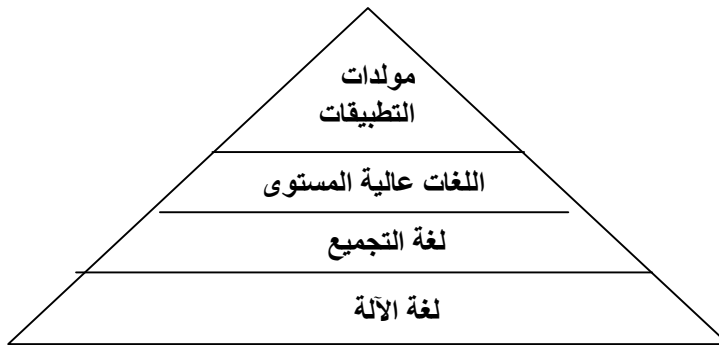 مولدات
التطبيقات
اللغات عالية المستوى
لغة التجميع
لغة الآلة